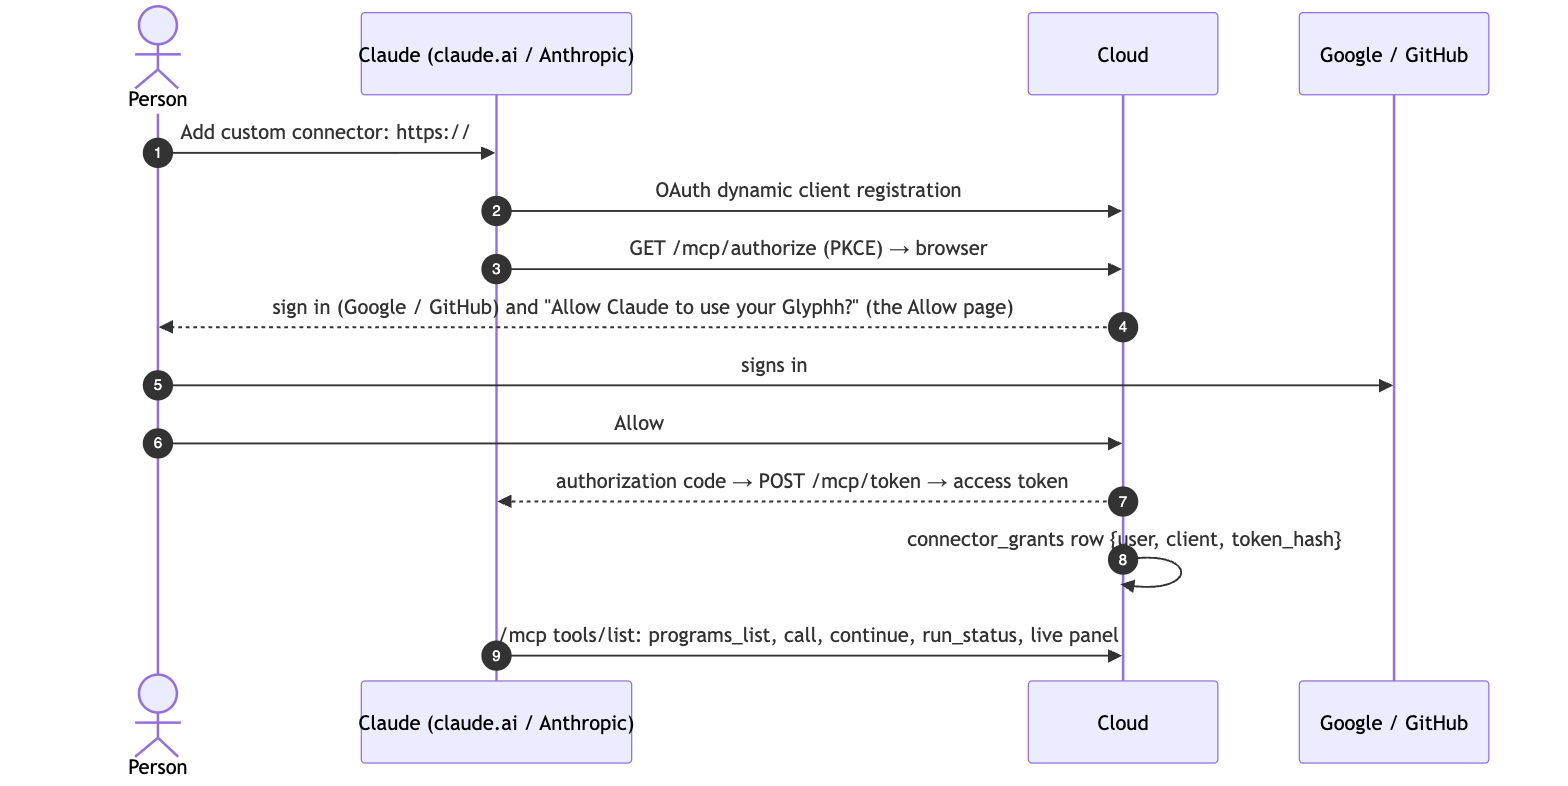 Claude (claude.ai / Anthropic)
Cloud
Google / GitHub
Person
Add custom connector: https://
1
OAuth dynamic client registration
2
GET /mcp/authorize (PKCE) → browser
3
sign in (Google / GitHub) and "Allow Claude to use your Glyphh?" (the Allow page)
4
signs in
5
Allow
6
authorization code → POST /mcp/token → access token
7
connector_grants row {user, client, token_hash}
8
/mcp tools/list: programs_list, call, continue, run_status, live panel
9
Claude (claude.ai / Anthropic)
Cloud
Google / GitHub
Person